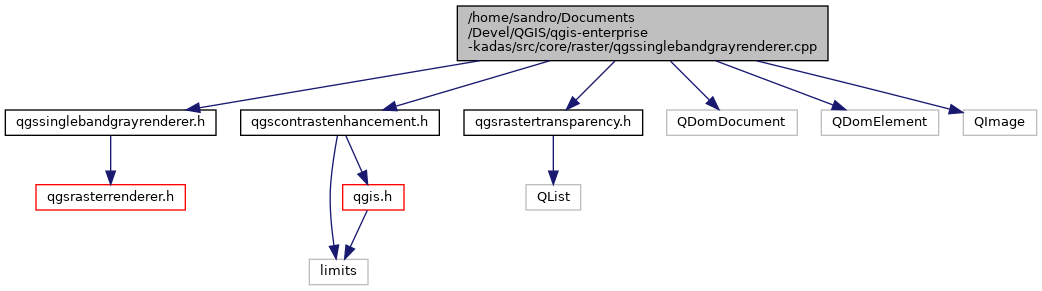 /home/sandro/Documents
/Devel/QGIS/qgis-enterprise
-kadas/src/core/raster/qgssinglebandgrayrenderer.cpp
qgssinglebandgrayrenderer.h
qgscontrastenhancement.h
qgsrastertransparency.h
QDomDocument
QDomElement
QImage
qgsrasterrenderer.h
qgis.h
QList
limits